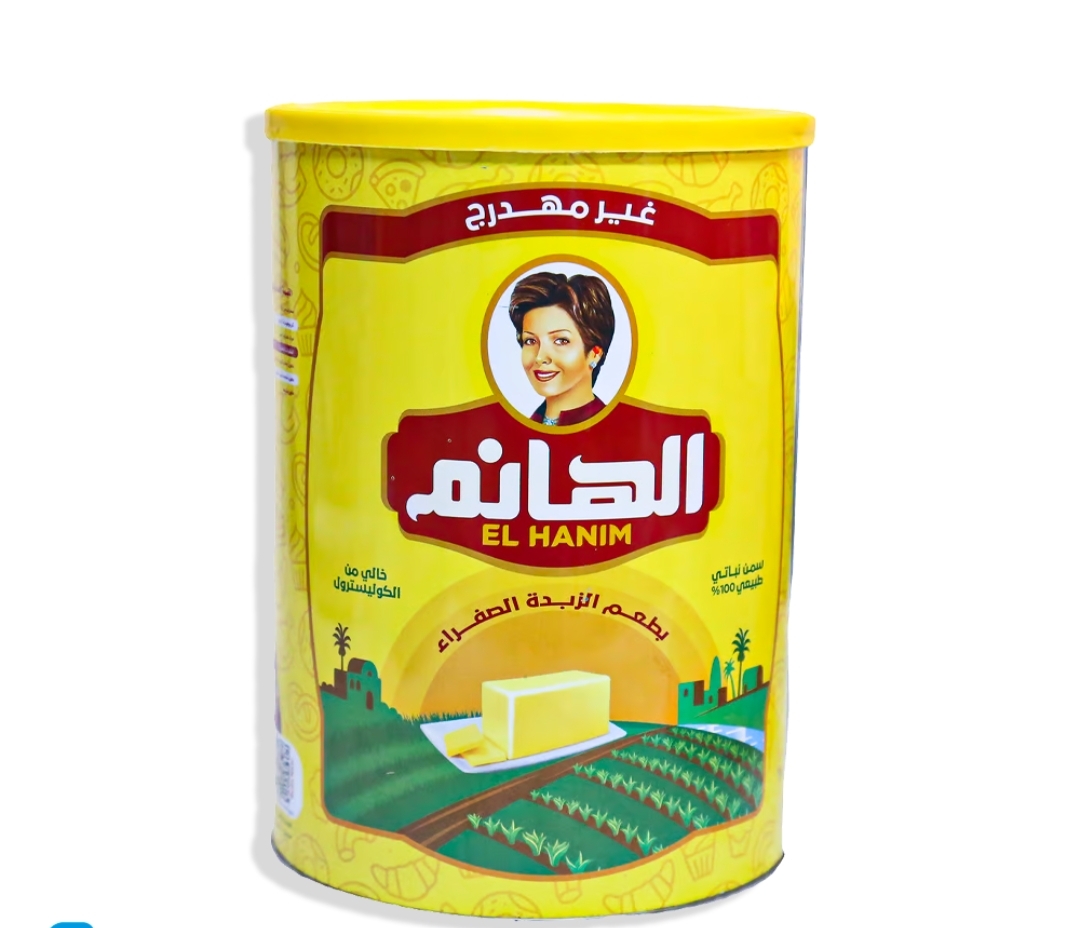 غير مهدرج
الهانم
EL HANIM
سمن نباتي
طبيعي 100%
خالي من
الكوليسترول
بطعم الزبدة الصفراء